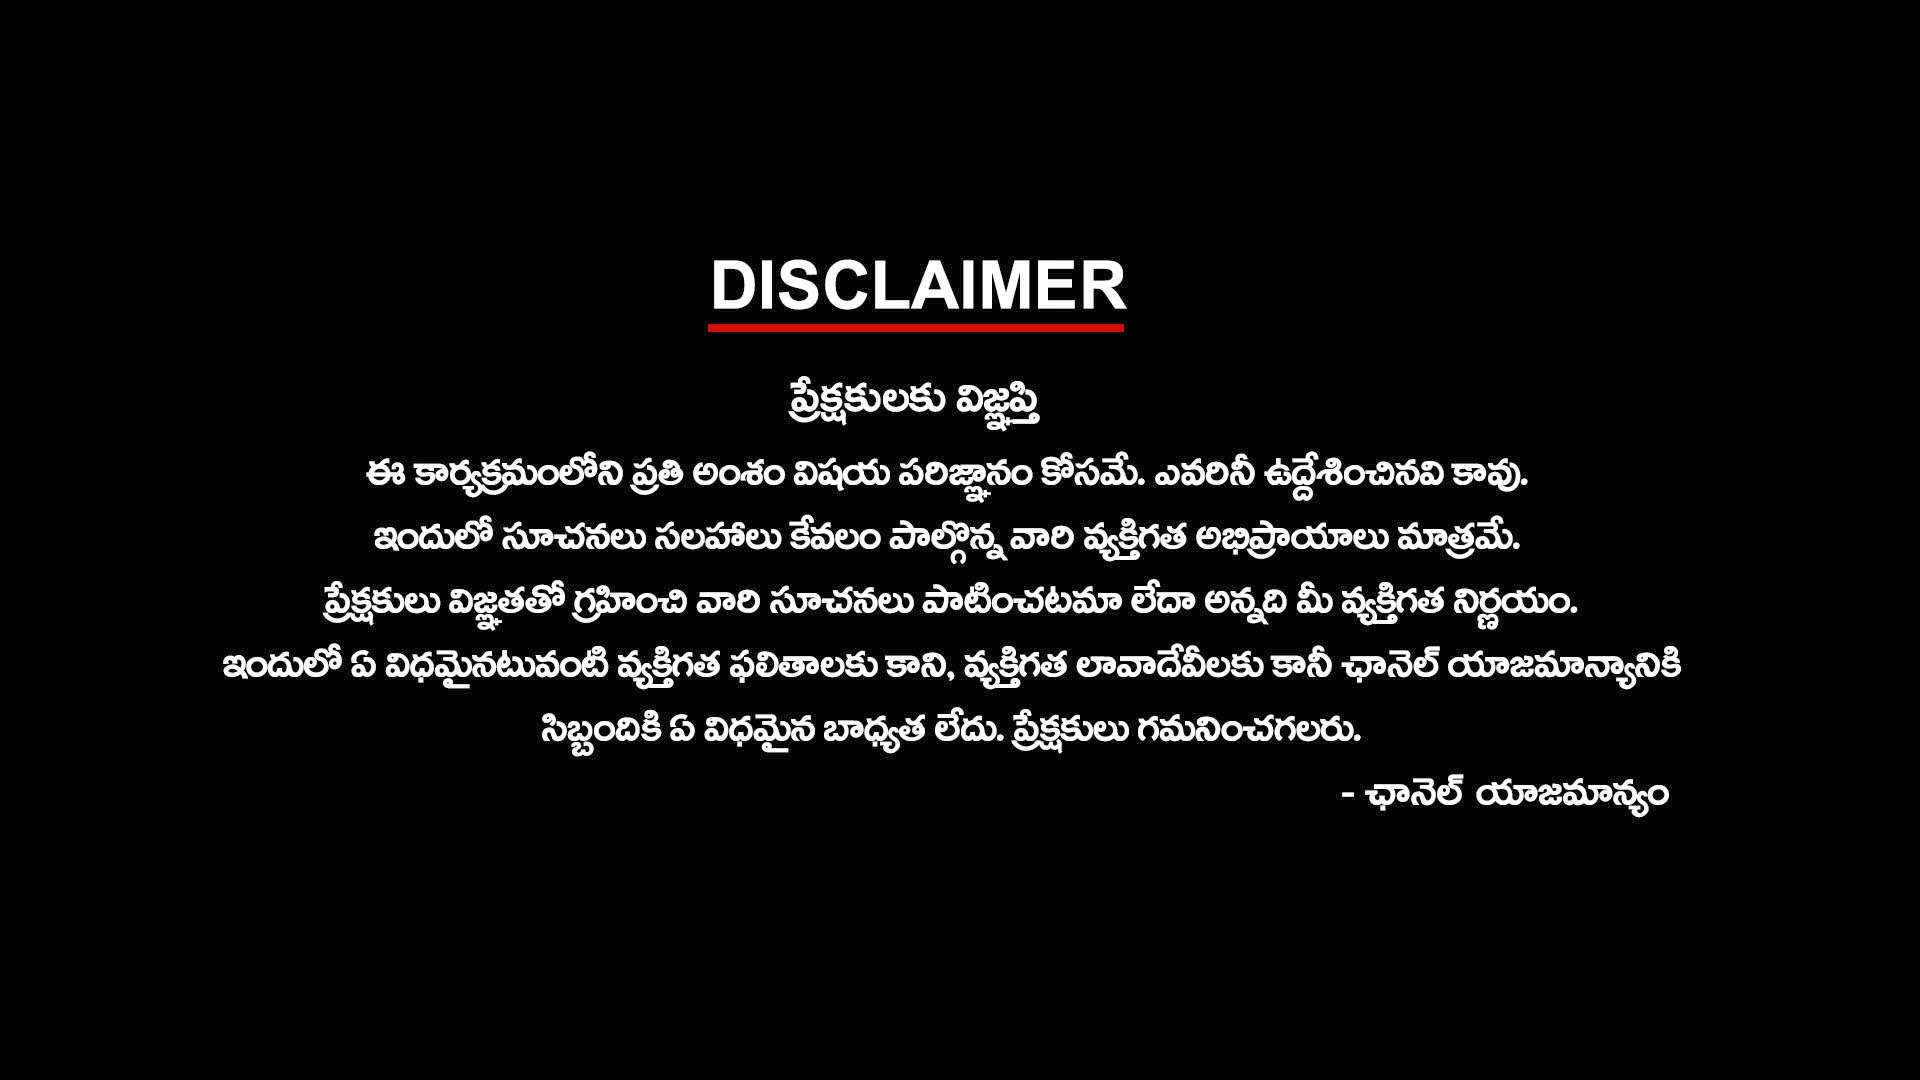 DISCLAIMER
ప్రేక్షకులకు విజ్ఞప్తి
ఈ కార్యక్రమంలోని ప్రతి అంశం విషయ పరిజ్ఞానం కోసమే. ఎవరినీ ఉద్దేశించినవి కావు.
ఇందులో సూచనలు సలహాలు కేవలం పాల్గొన్న వారి వ్యక్తిగత అభిప్రాయాలు మాత్రమే.
ప్రేక్షకులు విజ్ఞతతో గ్రహించి వారి సూచనలు పాటించటమా లేదా అన్నది మీ వ్యక్తిగత నిర్ణయం.
ఇందులో ఏ విధమైనటువంటి వ్యక్తిగత ఫలితాలకు కాని, వ్యక్తిగత లావాదేవీలకు కానీ ఛానెల్ యాజమాన్యానికి
సిబ్బందికి ఏ విధమైన బాధ్యత లేదు. ప్రేక్షకులు గమనించగలరు.
- ఛానెల్ యాజమాన్యం